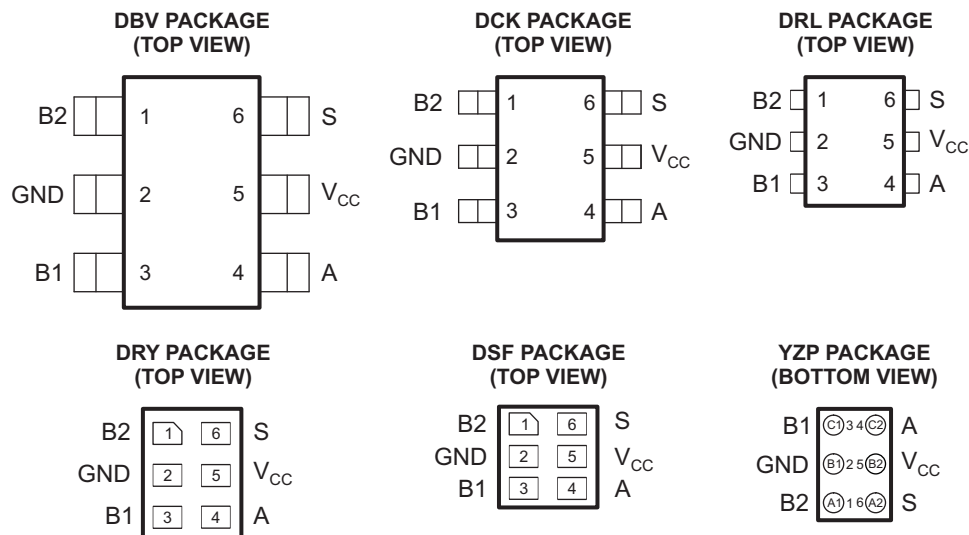 DBV PACKAGE
(TOP VIEW)
B2 1 6 S
GND 2 5 VCC
B1 3 4 A
DCK PACKAGE
(TOP VIEW)
B2 1 6 S
GND 2 5 VCC
B1 3 4 A
DRL PACKAGE
(TOP VIEW)
B2 1 6 S
GND 2 5 VCC
B1 3 4 A
DRY PACKAGE
(TOP VIEW)
B2 1 6 S
GND 2 5 VCC
B1 3 4 A
DSF PACKAGE
(TOP VIEW)
B2 1 6 S
GND 2 5 VCC
B1 3 4 A
YZP PACKAGE
(BOTTOM VIEW)
B1 C1 3 4 C2 A
GND B1 2 5 B2 VCC
B2 A1 1 6 A2 S